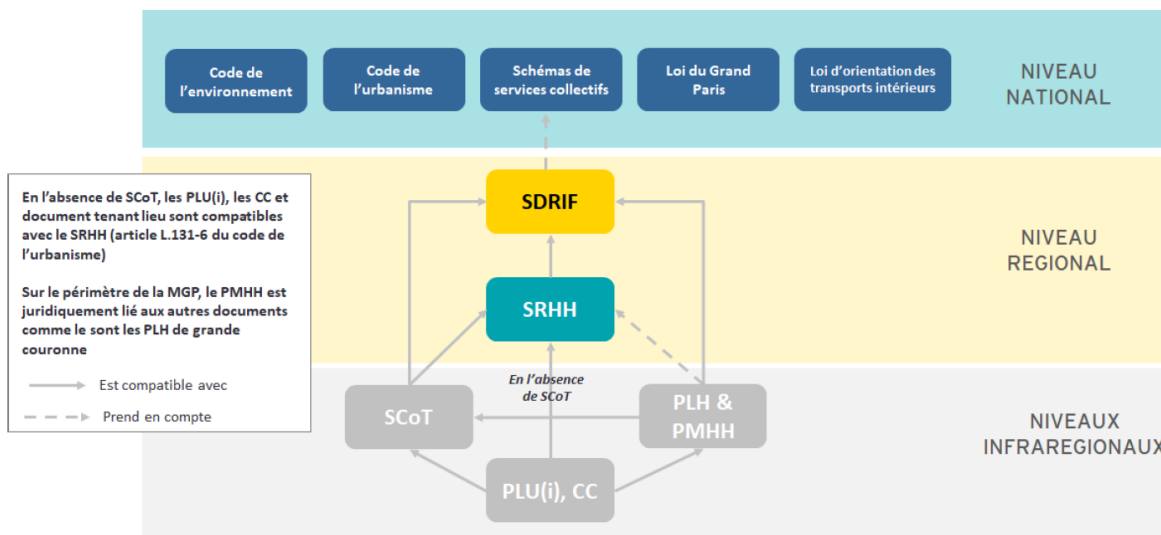 Code de
l'environnement
Code de
l'urbanisme
Schémas de
services collectifs
Loi du Grand
Paris
Loi d'orientation des
transports intérieurs
NIVEAU
NATIONAL
En l'absence de SCoT, les PLU(i), les CC et
document tenant lieu sont compatibles
avec le SRHH (article L.131-6 du code de
l'urbanisme)
Sur le périmètre de la MGP, le PMHH est
juridiquement lié aux autres documents
comme le sont les PLH de grande
couronne
Est compatible avec
Prend en compte
SDRIF
SRHH
NIVEAU
REGIONAL
En l'absence
de SCoT
SCoT
PLH &
PMHH
PLU(i), CC
NIVEAUX
INFRAREGIONAUX